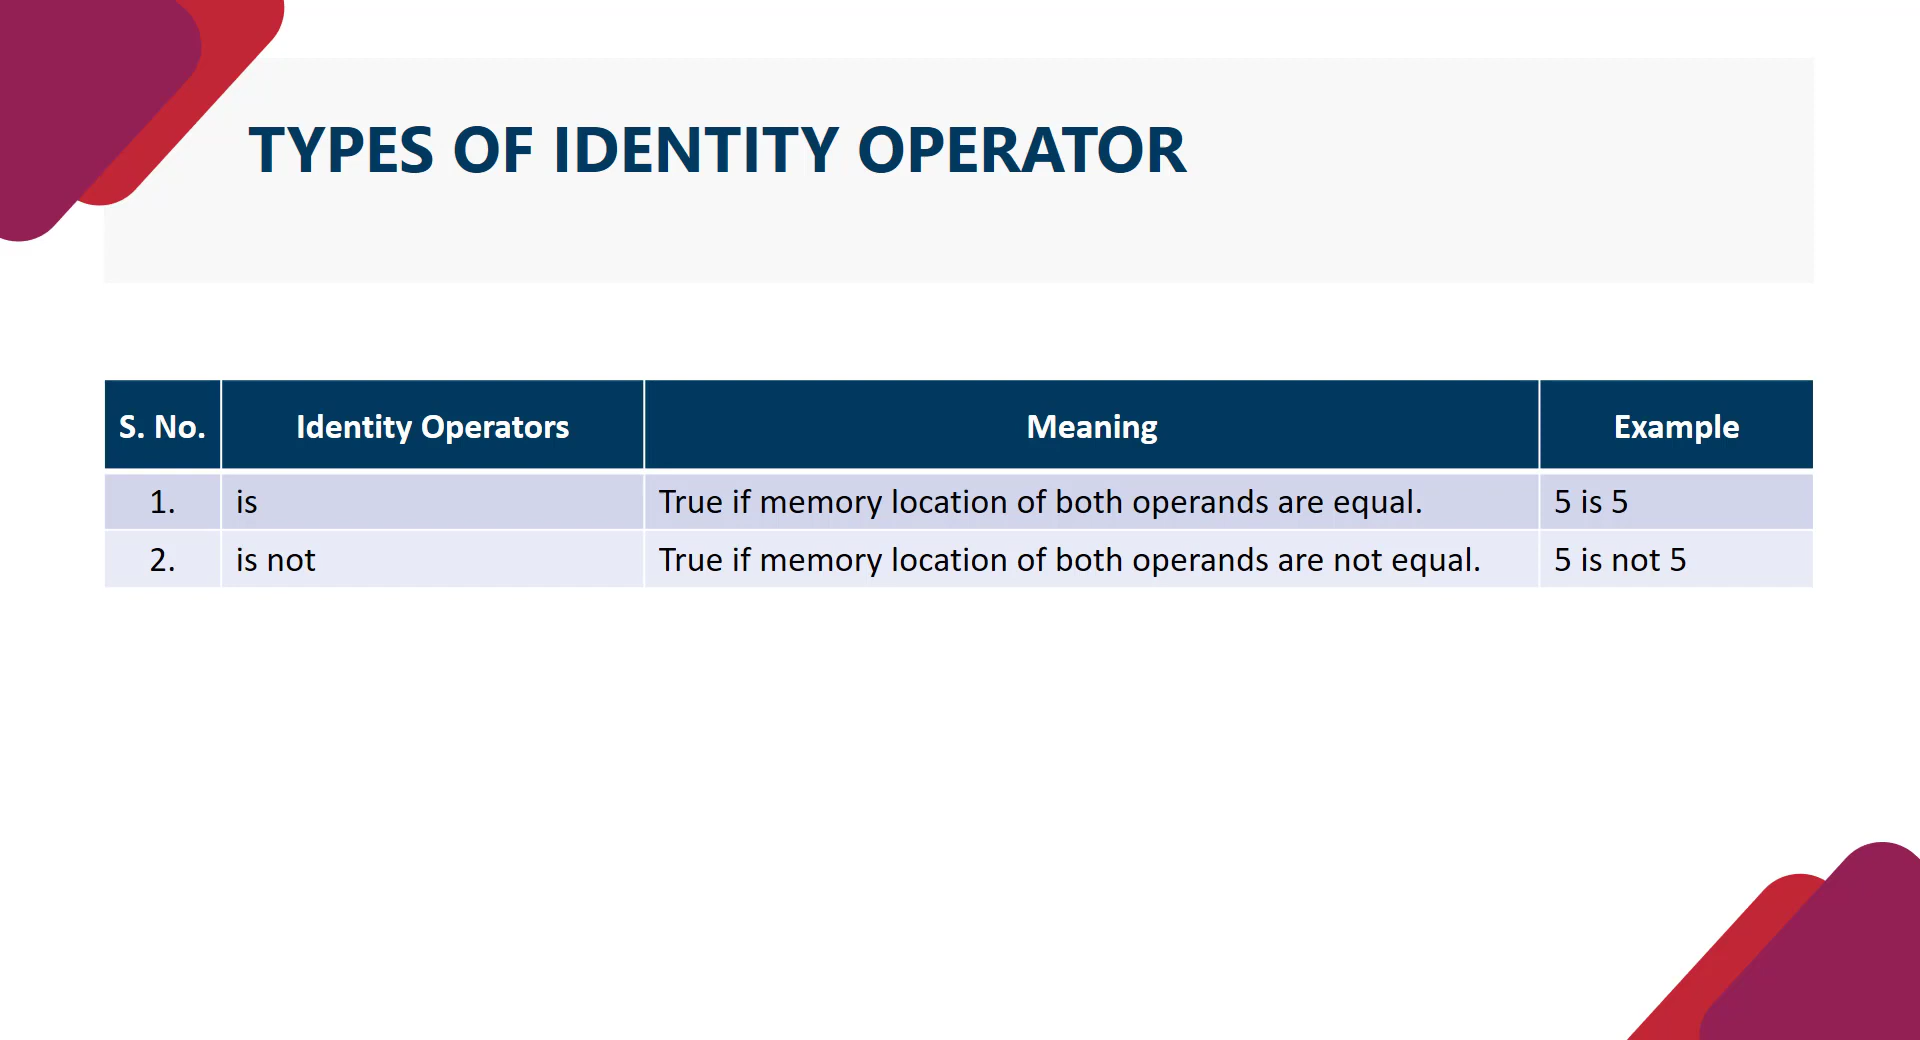 TYPES OF IDENTITY OPERATOR
S. No. Identity Operators Meaning Example
1. is True if memory location of both operands are equal. 5 is 5
2. is not True if memory location of both operands are not equal. 5 is not 5